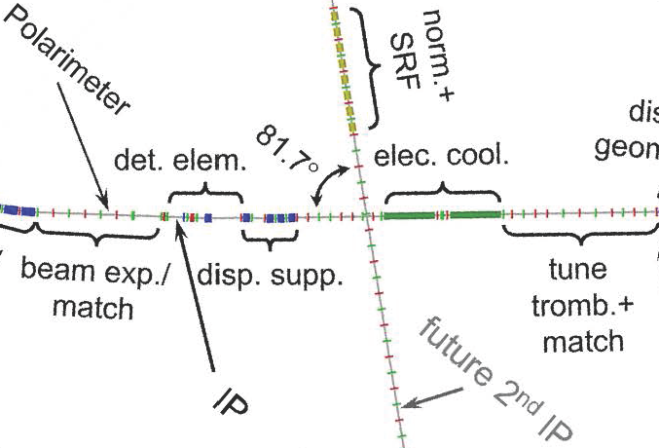 Polarimeter
norm.+
SRF
det. elem.
81.7°
elec. cool.
beam exp./
match
disp. supp.
tune
tromb.+
match
IP
future 2nd IP